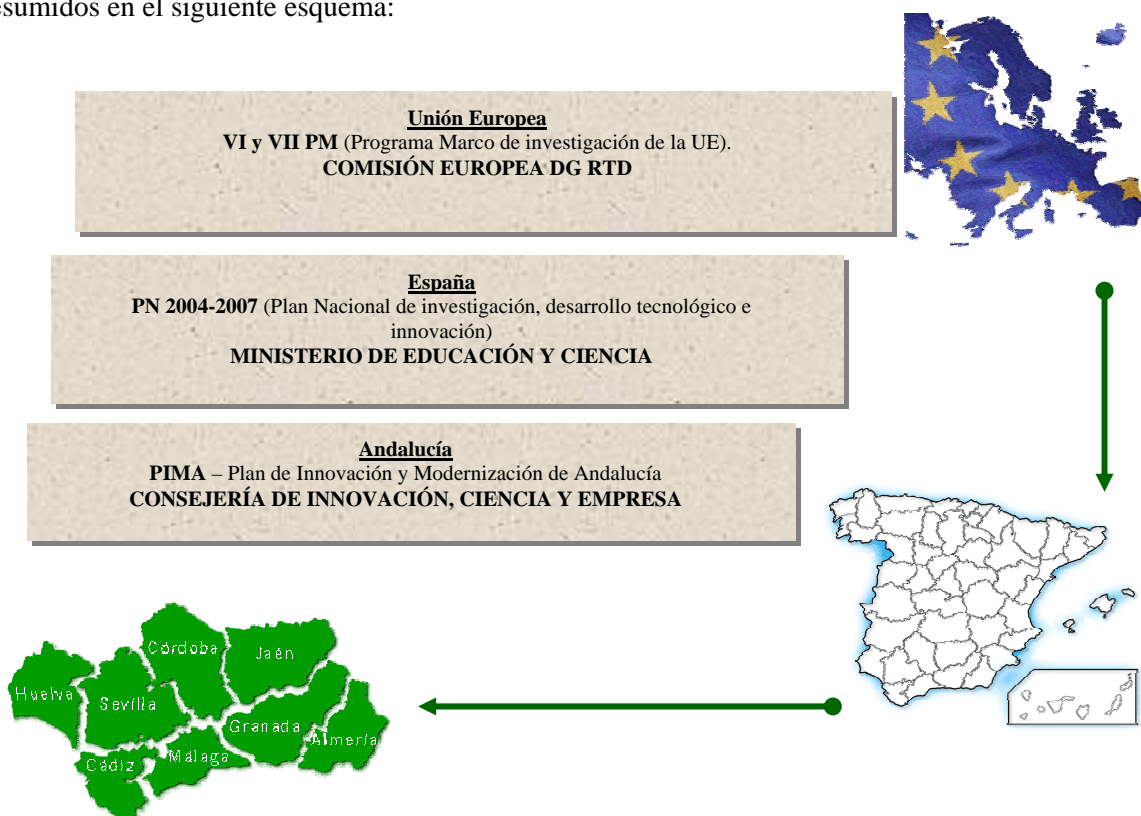 esumidos en el siguiente esquema:
Unión Europea
VI y VII PM (Programa Marco de investigación de la UE).
COMISIÓN EUROPEA DG RTD
España
PN 2004-2007 (Plan Nacional de investigación, desarrollo tecnológico e
innovación)
MINISTERIO DE EDUCACIÓN Y CIENCIA
Andalucía
PIMA – Plan de Innovación y Modernización de Andalucía
CONSEJERÍA DE INNOVACIÓN, CIENCIA Y EMPRESA
Córdoba
Jaén
Huelva
Sevilla
Granada
Almería
Málaga
Cádiz